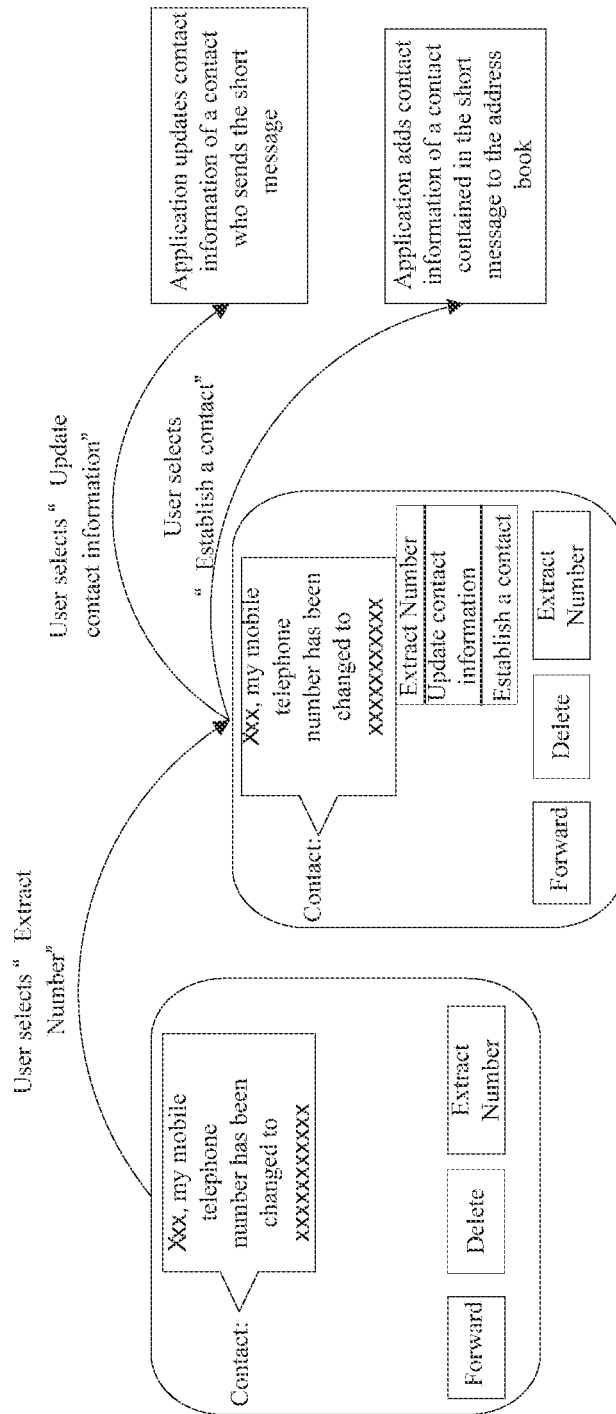 User selects “ Extract
Number”
Contact:
Xxx, my mobile
telephone
number has been
changed to
xxxxxxxxxxx
Forward
Delete
Extract
Number
User selects “ Update
contact information”
User selects
“ Establish a contact”
Contact:
Xxx, my mobile
telephone
number has been
changed to
xxxxxxxxxxx
Extract Number
Update contact
information
Establish a contact
Forward
Delete
Extract
Number
Application updates contact
information of a contact
who sends the short
message
Application adds contact
information of a contact
contained in the short
message to the address
book